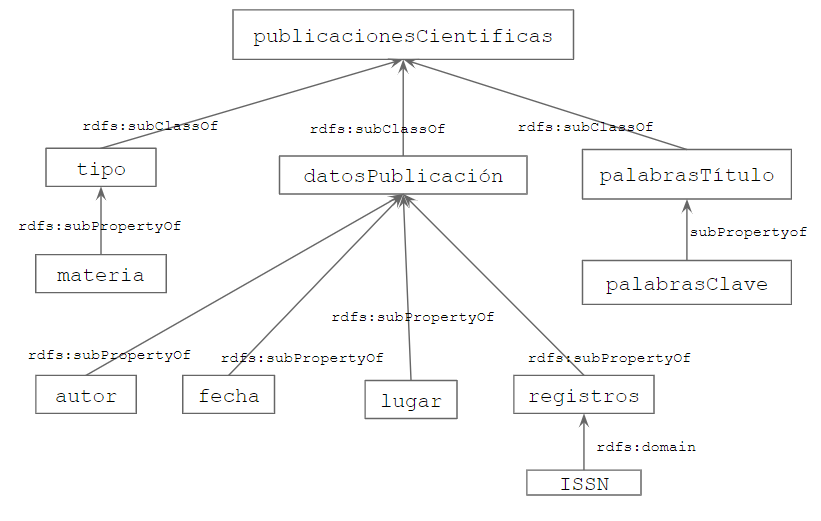 publicacionesCientificas
rdfs:subClassOf
rdfs:subClassOf
rdfs:subClassOf
tipo
datosPublicación
palabrasTítulo
rdfs:subPropertyOf
subPropertyof
materia
palabrasClave
rdfs:subPropertyOf
rdfs:subPropertyOf
rdfs:subPropertyOf
rdfs:subPropertyOf
autor
fecha
lugar
registros
rdfs:domain
ISSN